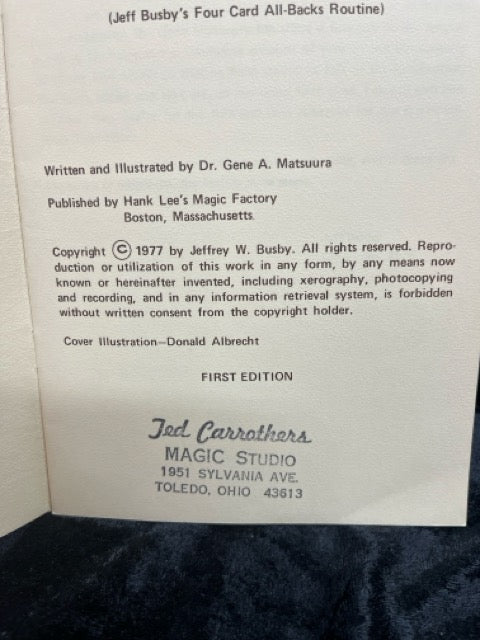 (Jeff Busby's Four Card All-Backs Routine)
Written and Illustrated by Dr. Gene A. Matsuura
Published by Hank Lee's Magic Factory
Boston, Massachusetts
Copyright © 1977 by Jeffrey W. Busby. All rights reserved. Repro-
duction or utilization of this work in any form, by any means now
known or hereinafter invented, including xerography, photocopying
and recording, and in any information retrieval system, is forbidden
without written consent from the copyright holder.
Cover Illustration—Donald Albrecht
FIRST EDITION
Ted Carrothers
MAGIC STUDIO
1951 SYLVANIA AVE.
TOLEDO, OHIO 43613